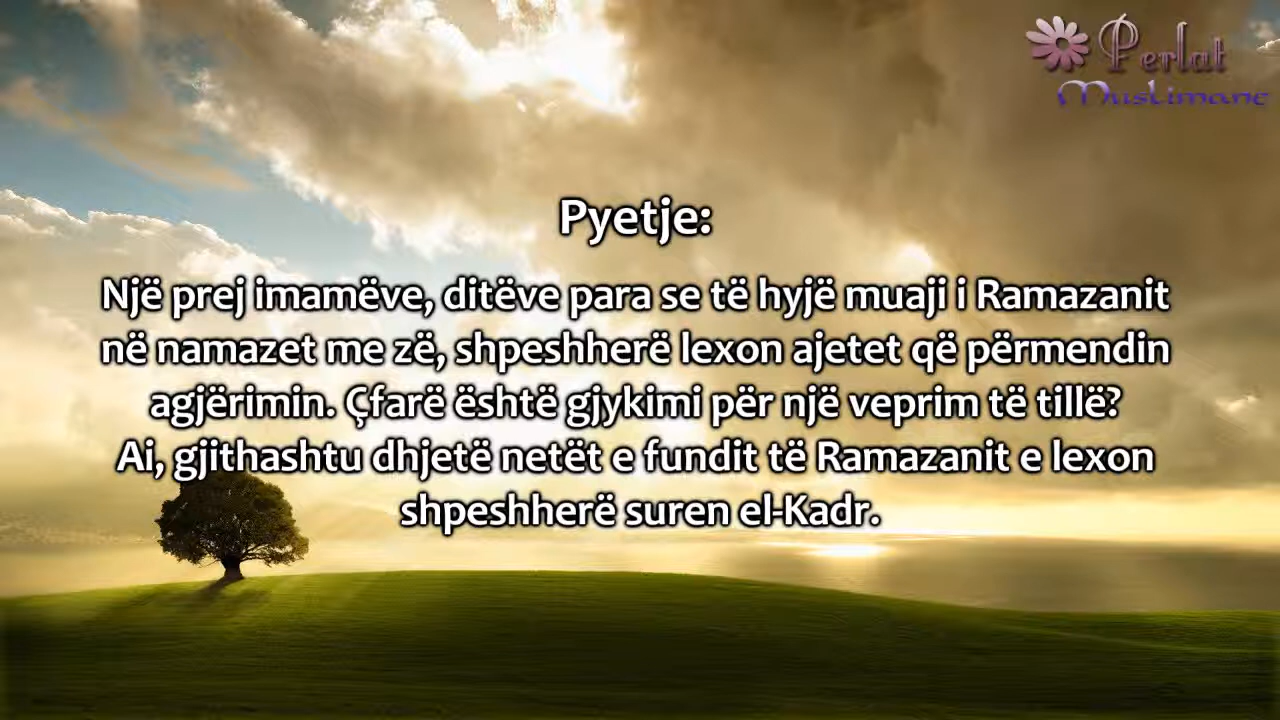 Perlat
Muslimane
Pyetje:
Një prej imamëve, ditëve para se të hyjë muaji i Ramazanit
në namazet me zë, shpeshherë lexon ajetet që përmendin
agjërimin. Çfarë është gjykimi për një veprim të tillë?
Ai, gjithashtu dhjetë netët e fundit të Ramazanit e lexon
shpeshherë suren el-Kadr.